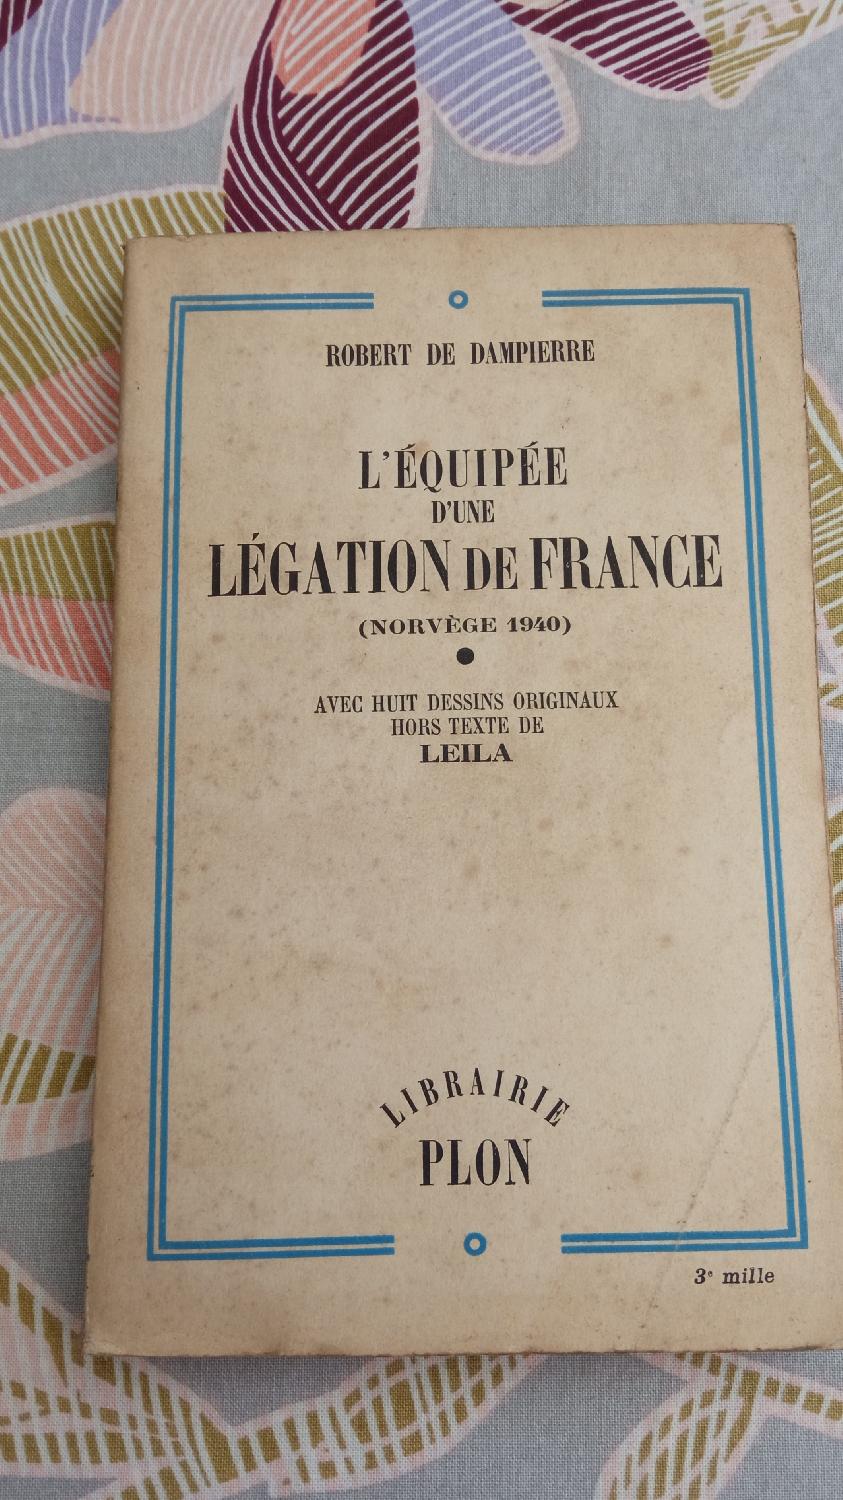 ROBERT DE DAMPIERRE
L'ÉQUIPÉE
D'UNE
LÉGATION DE FRANCE
(NORVÈGE 1940)
AVEC HUIT DESSINS ORIGINAUX
HORS TEXTE DE
LEILA
LIBRAIRIE
PLON
3e mille